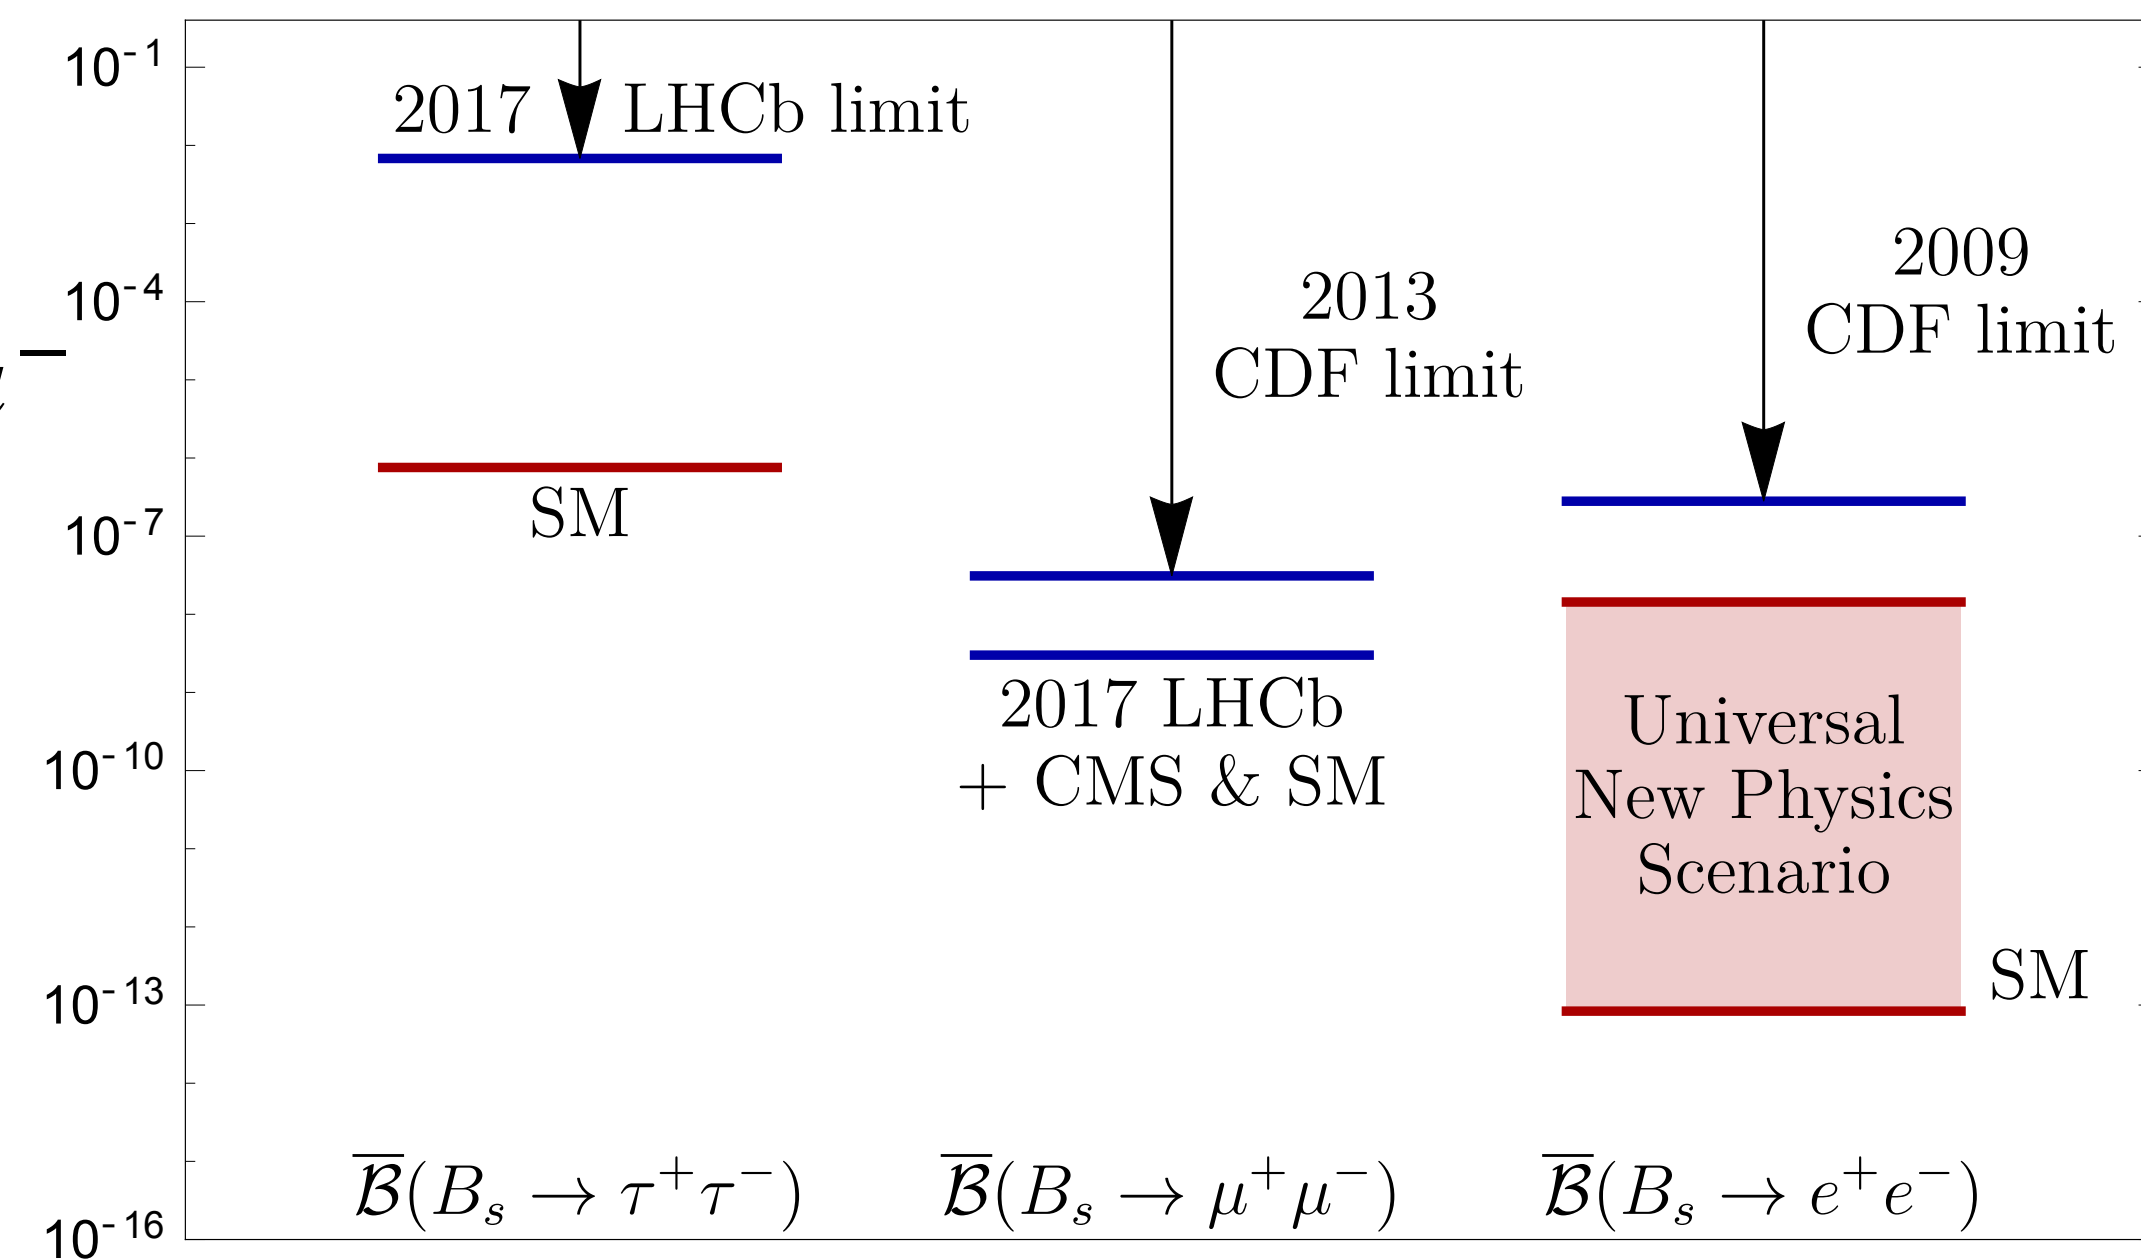 10⁻¹
2017 LHCb limit
10⁻⁴
SM
10⁻⁷
2013
CDF limit
2009
CDF limit
2017 LHCb
+ CMS & SM
Universal
New Physics
Scenario
SM
10⁻¹⁰
10⁻¹³
10⁻¹⁶
B̅(Bₛ → τ⁺τ⁻)
B̅(Bₛ → μ⁺μ⁻)
B̅(Bₛ → e⁺e⁻)